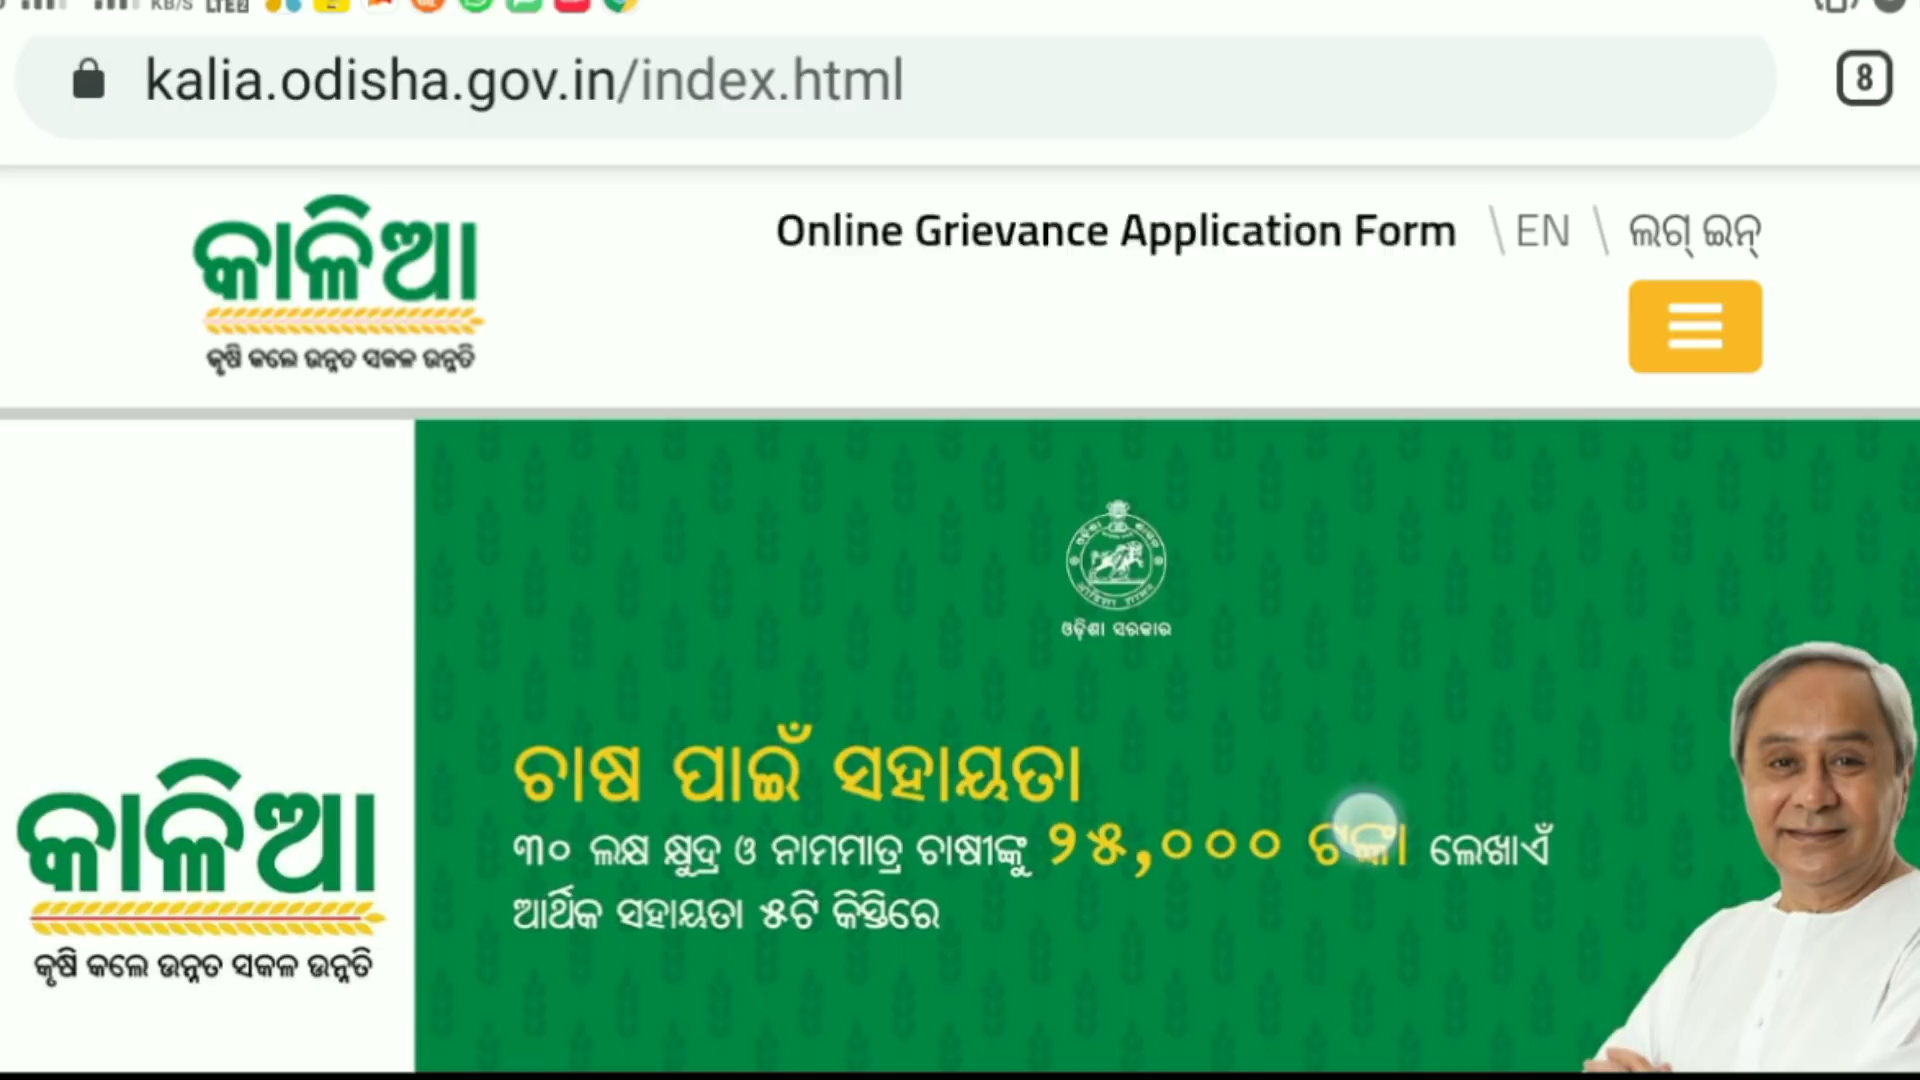 KB/S LTE2
kalia.odisha.gov.in/index.html
8
କାଳିଆ
କୃଷି କଲେ ଉନ୍ନତ ସକଳ ଉନ୍ନତି
Online Grievance Application Form \ EN \ ଲଗ୍ ଇନ୍
ଓଡ଼ିଶା ସରକାର
ଚାଷ ପାଇଁ ସହାୟତା
୩୦ ଲକ୍ଷ କ୍ଷୁଦ୍ର ଓ ନାମମାତ୍ର ଚାଷୀଙ୍କୁ ୨୫,୦୦୦ ଟଙ୍କା ଲେଖାଏଁ
ଆର୍ଥିକ ସହାୟତା ୫ଟି କିସ୍ତିରେ
କାଳିଆ
କୃଷି କଲେ ଉନ୍ନତ ସକଳ ଉନ୍ନତି